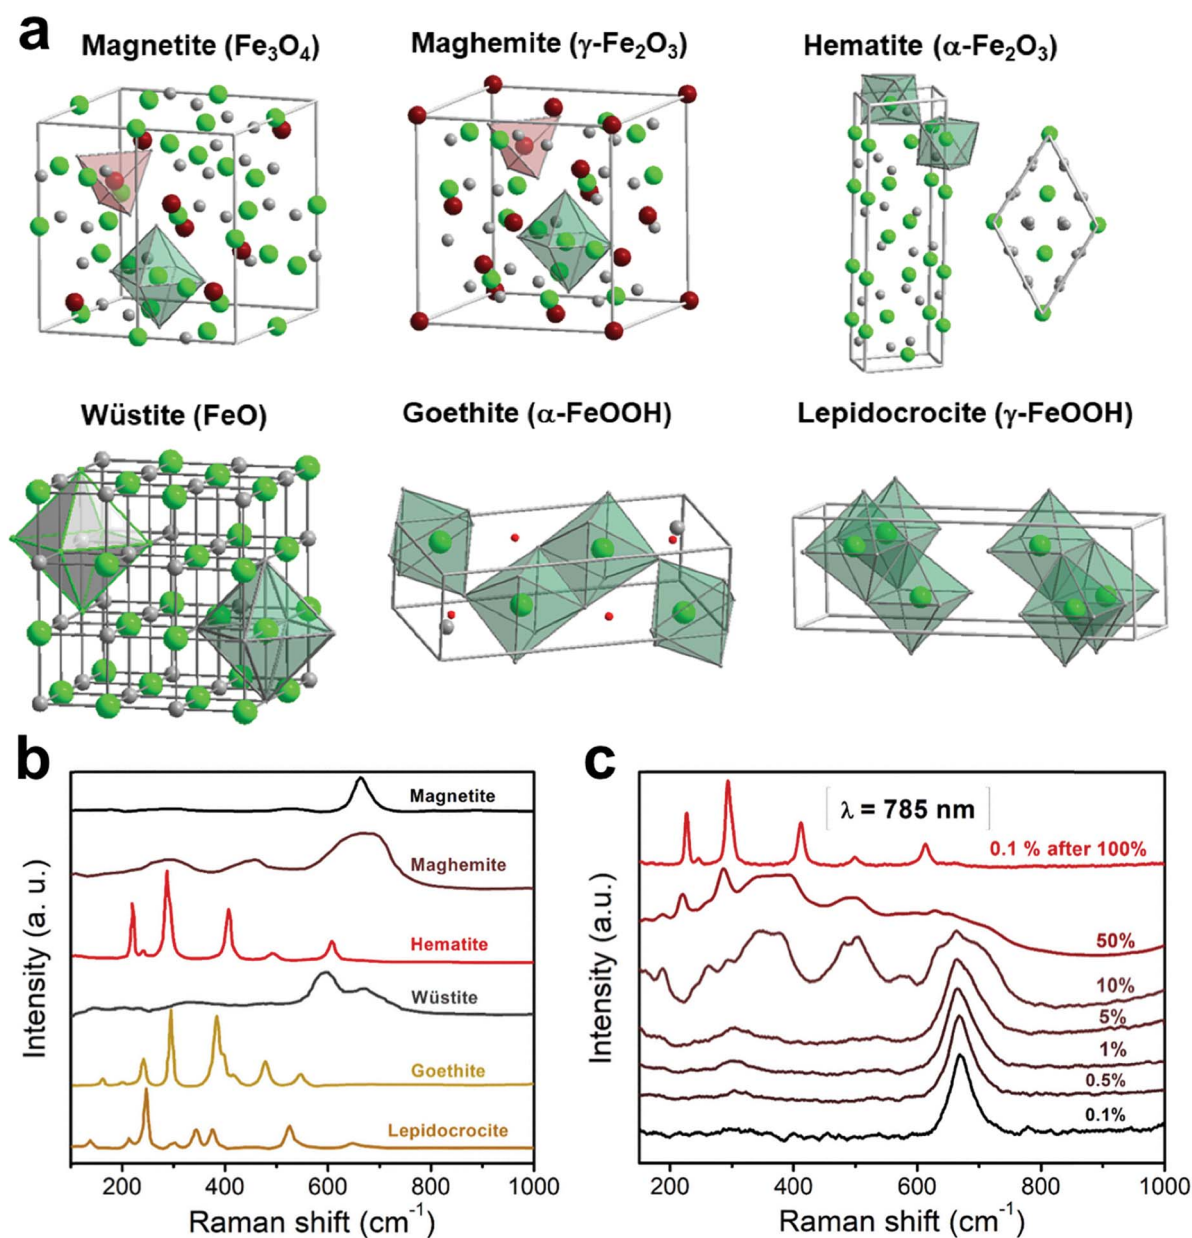 a
Magnetite (Fe₃O₄)
Maghemite (γ-Fe₂O₃)
Hematite (α-Fe₂O₃)
Wüstite (FeO)
Goethite (α-FeOOH)
Lepidocrocite (γ-FeOOH)
b
Intensity (a. u.)
Magnetite
Maghemite
Hematite
Wüstite
Goethite
Lepidocrocite
200 400 600 800 1000
Raman shift (cm⁻¹)
c
Intensity (a.u.)
λ = 785 nm
0.1 % after 100%
50%
10%
5%
1%
0.5%
0.1%
200 400 600 800 1000
Raman shift (cm⁻¹)